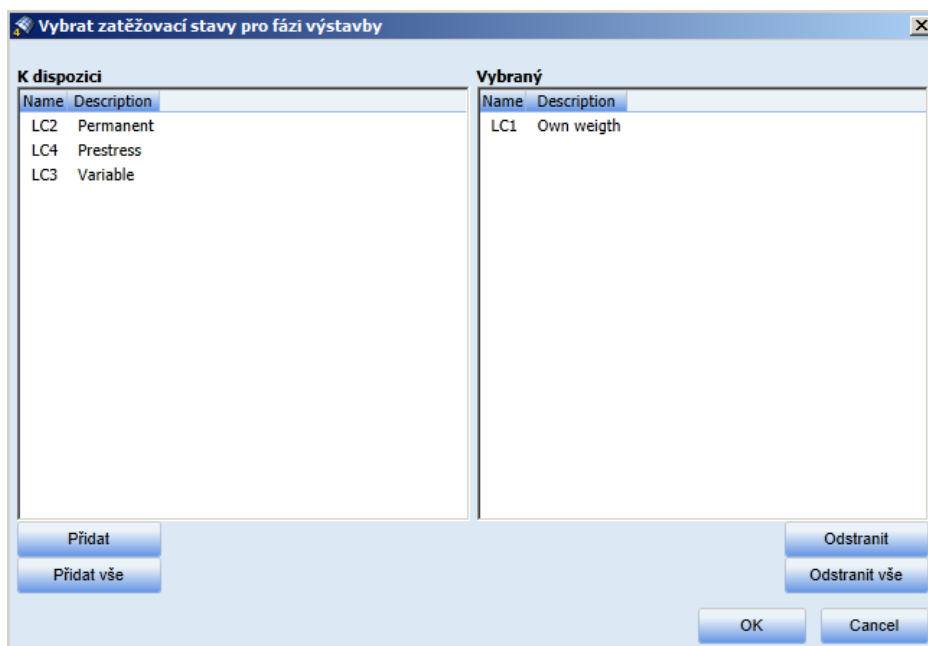 Vybrat zatěžovací stavy pro fázi výstavby
K dispozici
Name Description
LC2 Permanent
LC4 Prestress
LC3 Variable
Vybraný
Name Description
LC1 Own weigth
Přidat
Přidat vše
Odstranit
Odstranit vše
OK
Cancel